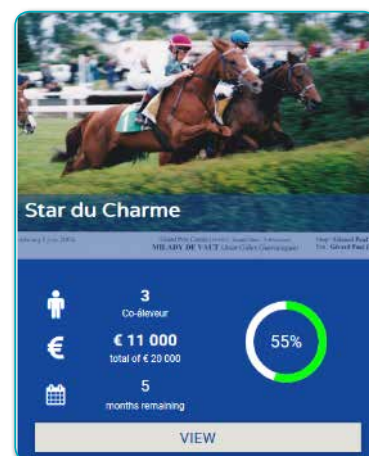 Star du Charme
MILADY DE VAUT
3
Co-éleveur
€ 11 000
total of € 20 000
5
months remaining
55%
VIEW